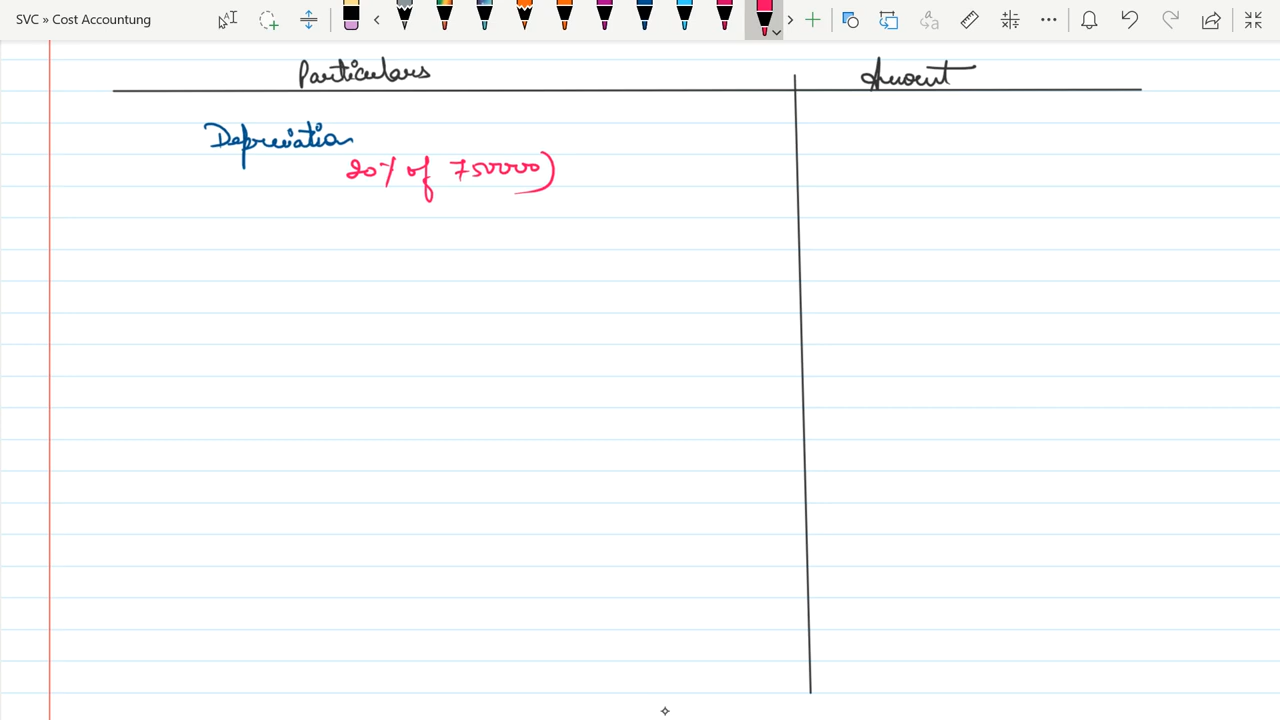 SVC » Cost Accountung
Particulars Amount
Depreciation
20% of 750000)